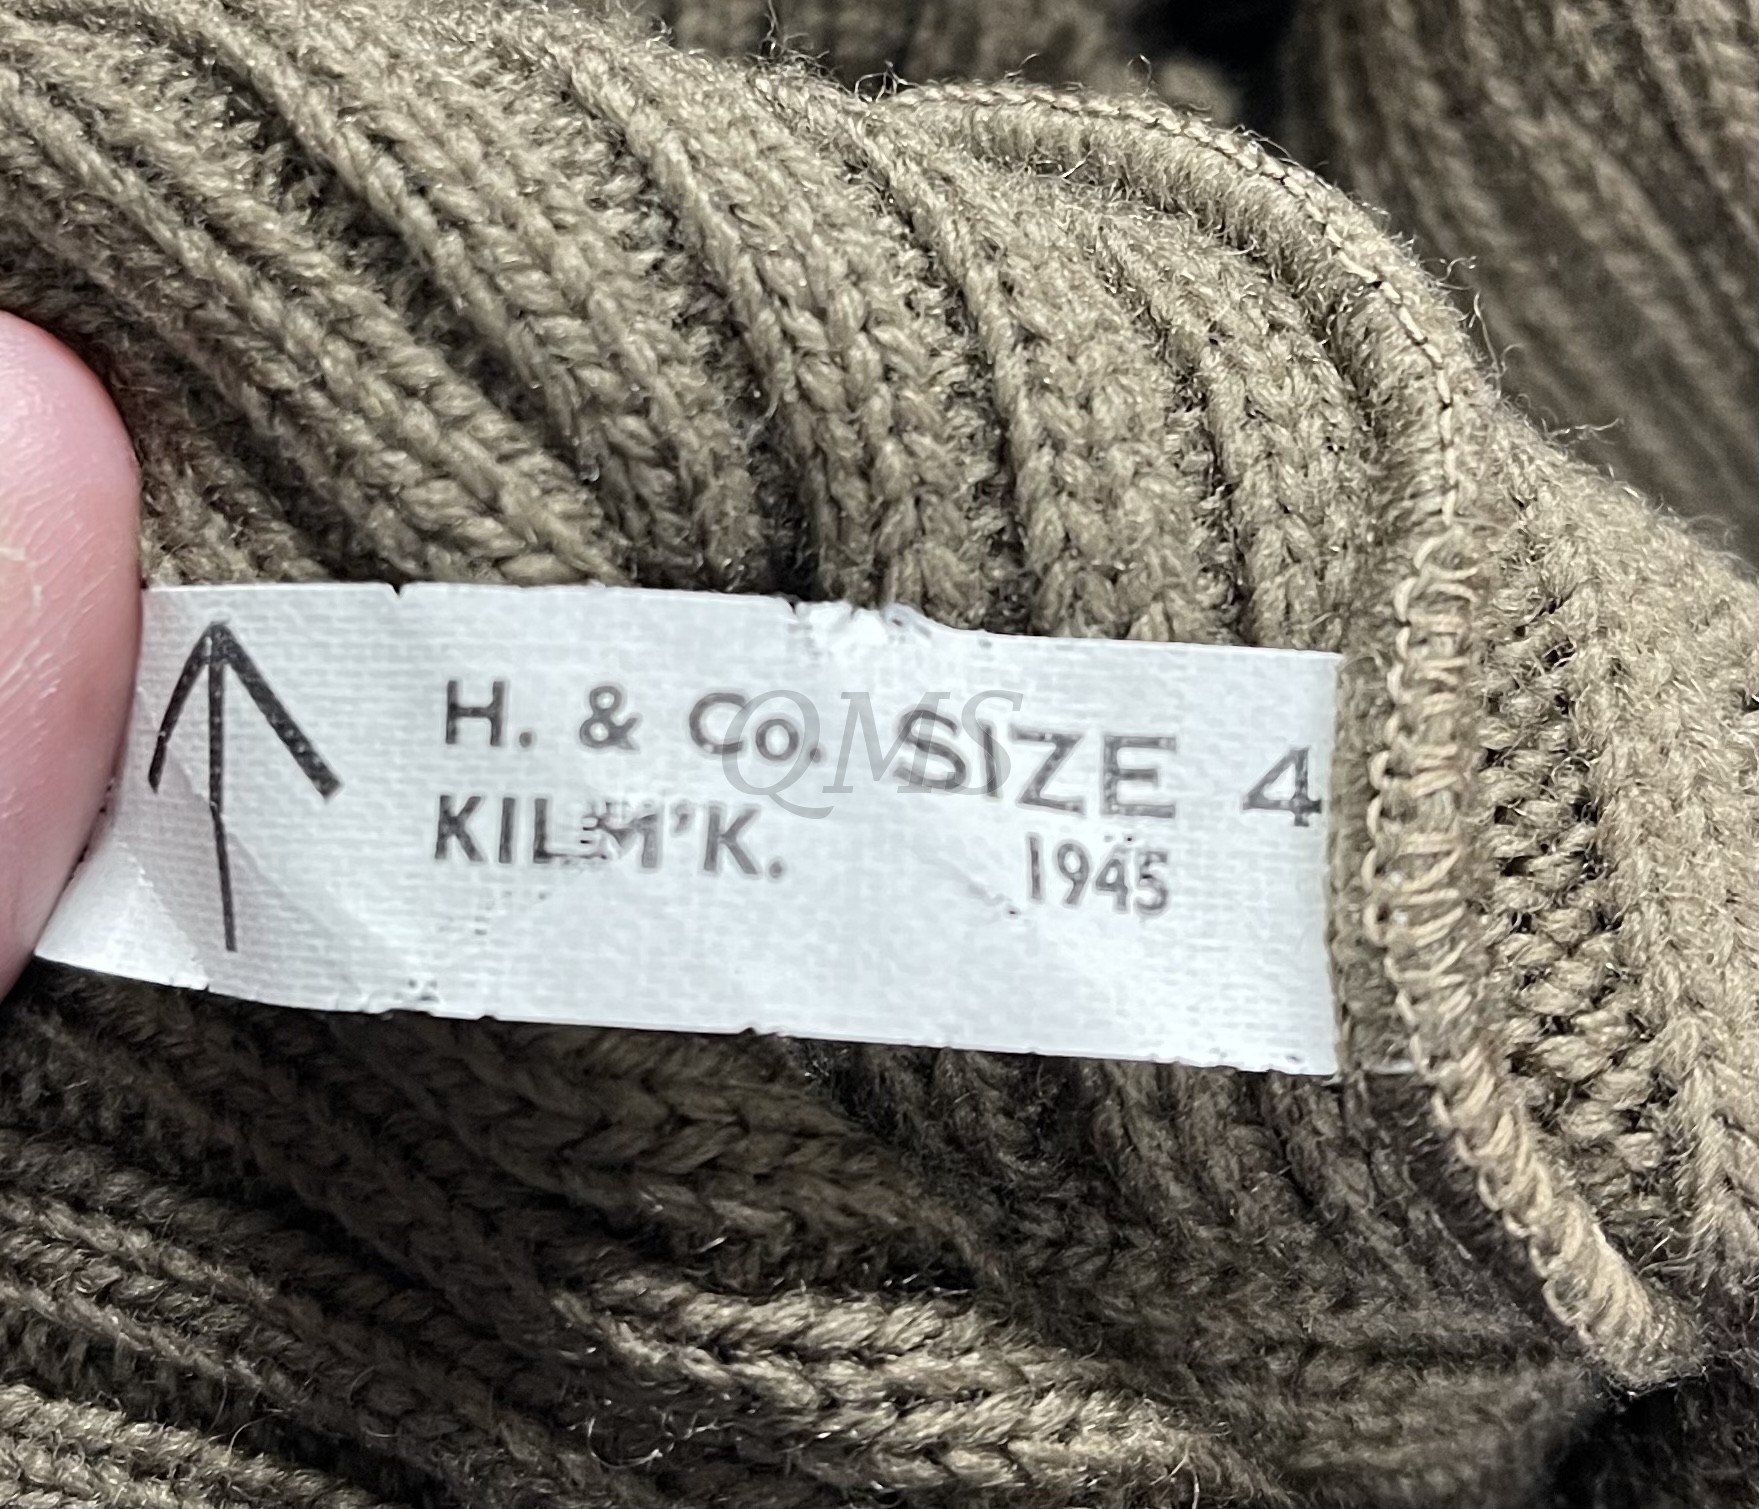 H. & Co. SIZE 4
KILM'K. 1945
QMS